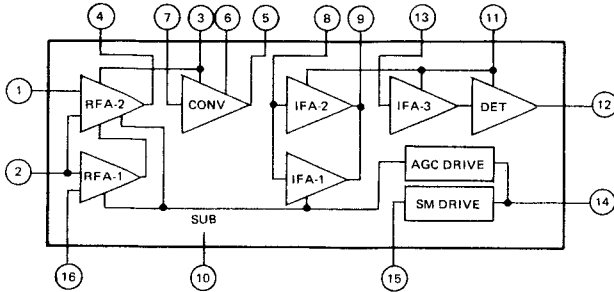 4 7 3 6 5 8 9 13 11
1 RFA-2 CONV IFA-2 IFA-3 DET 12
2 RFA-1 IFA-1 AGC DRIVE
SM DRIVE 14
SUB
16 10 15